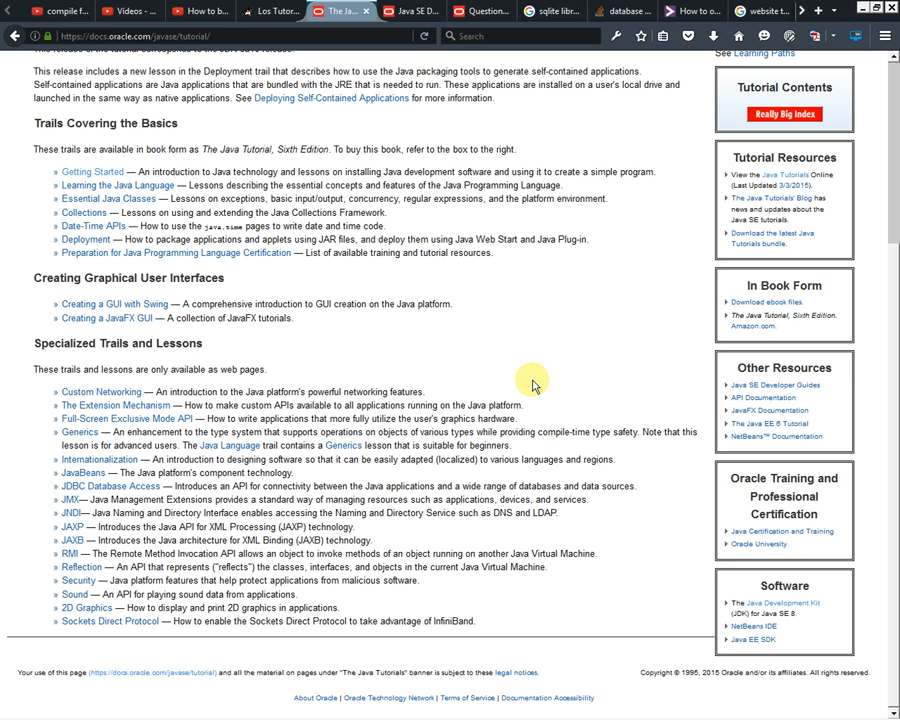 compile f...
Videos - ...
How to b...
Los Tutor...
The Ja...
Java SE D...
Question...
sqlite libr...
database ...
How to o...
website t...
https://docs.oracle.com/javase/tutorial/
Search
See Learning Paths
This release includes a new lesson in the Deployment trail that describes how to use the Java packaging tools to generate self-contained applications.
Self-contained applications are Java applications that are bundled with the JRE that is needed to run. These applications are installed on a user's local drive and
launched in the same way as native applications. See Deploying Self-Contained Applications for more information.
Trails Covering the Basics
These trails are available in book form as The Java Tutorial, Sixth Edition. To buy this book, refer to the box to the right.
» Getting Started — An introduction to Java technology and lessons on installing Java development software and using it to create a simple program.
» Learning the Java Language — Lessons describing the essential concepts and features of the Java Programming Language.
» Essential Java Classes — Lessons on exceptions, basic input/output, concurrency, regular expressions, and the platform environment.
» Collections — Lessons on using and extending the Java Collections Framework.
» Date-Time APIs — How to use the java.time pages to write date and time code.
» Deployment — How to package applications and applets using JAR files, and deploy them using Java Web Start and Java Plug-in.
» Preparation for Java Programming Language Certification — List of available training and tutorial resources.
Creating Graphical User Interfaces
» Creating a GUI with Swing — A comprehensive introduction to GUI creation on the Java platform.
» Creating a JavaFX GUI — A collection of JavaFX tutorials.
Specialized Trails and Lessons
These trails and lessons are only available as web pages.
» Custom Networking — An introduction to the Java platform's powerful networking features.
» The Extension Mechanism — How to make custom APIs available to all applications running on the Java platform.
» Full-Screen Exclusive Mode API — How to write applications that more fully utilize the user's graphics hardware.
» Generics — An enhancement to the type system that supports operations on objects of various types while providing compile-time type safety. Note that this
lesson is for advanced users. The Java Language trail contains a Generics lesson that is suitable for beginners.
» Internationalization — An introduction to designing software so that it can be easily adapted (localized) to various languages and regions.
» JavaBeans — The Java platform's component technology.
» JDBC Database Access — Introduces an API for connectivity between the Java applications and a wide range of databases and data sources.
» JMX— Java Management Extensions provides a standard way of managing resources such as applications, devices, and services.
» JNDI— Java Naming and Directory Interface enables accessing the Naming and Directory Service such as DNS and LDAP.
» JAXP — Introduces the Java API for XML Processing (JAXP) technology.
» JAXB — Introduces the Java architecture for XML Binding (JAXB) technology.
» RMI — The Remote Method Invocation API allows an object to invoke methods of an object running on another Java Virtual Machine.
» Reflection — An API that represents ("reflects") the classes, interfaces, and objects in the current Java Virtual Machine.
» Security — Java platform features that help protect applications from malicious software.
» Sound — An API for playing sound data from applications.
» 2D Graphics — How to display and print 2D graphics in applications.
» Sockets Direct Protocol — How to enable the Sockets Direct Protocol to take advantage of InfiniBand.
Tutorial Contents
Really Big Index
Tutorial Resources
View the Java Tutorials Online
(Last Updated 3/3/2015).
The Java Tutorials' Blog has
news and updates about the
Java SE tutorials.
Download the latest Java
Tutorials bundle.
In Book Form
Download ebook files.
The Java Tutorial, Sixth Edition.
Amazon.com.
Other Resources
Java SE Developer Guides
API Documentation
JavaFX Documentation
The Java EE 6 Tutorial
NetBeans™ Documentation
Oracle Training and
Professional
Certification
Java Certification and Training
Oracle University
Software
The Java Development Kit
(JDK) for Java SE 8.
NetBeans IDE
Java EE SDK
Your use of this page (https://docs.oracle.com/javase/tutorial) and all the material on pages under "The Java Tutorials" banner is subject to these legal notices.
Copyright © 1995, 2015 Oracle and/or its affiliates. All rights reserved.
About Oracle | Oracle Technology Network | Terms of Service | Documentation Accessibility